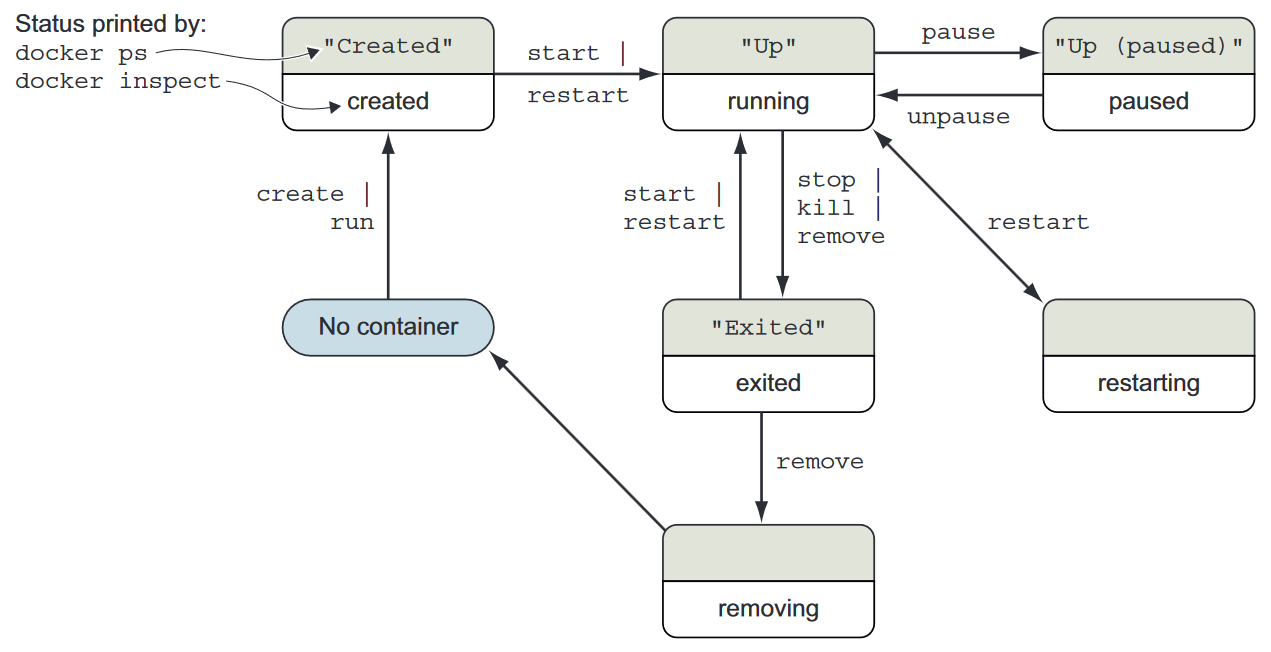 Status printed by:
docker ps
docker inspect
"Created"
created
start |
restart
"Up"
running
pause
unpause
"Up (paused)"
paused
create |
run
start |
restart
stop |
kill |
remove
restart
No container
"Exited"
exited
restarting
remove
removing